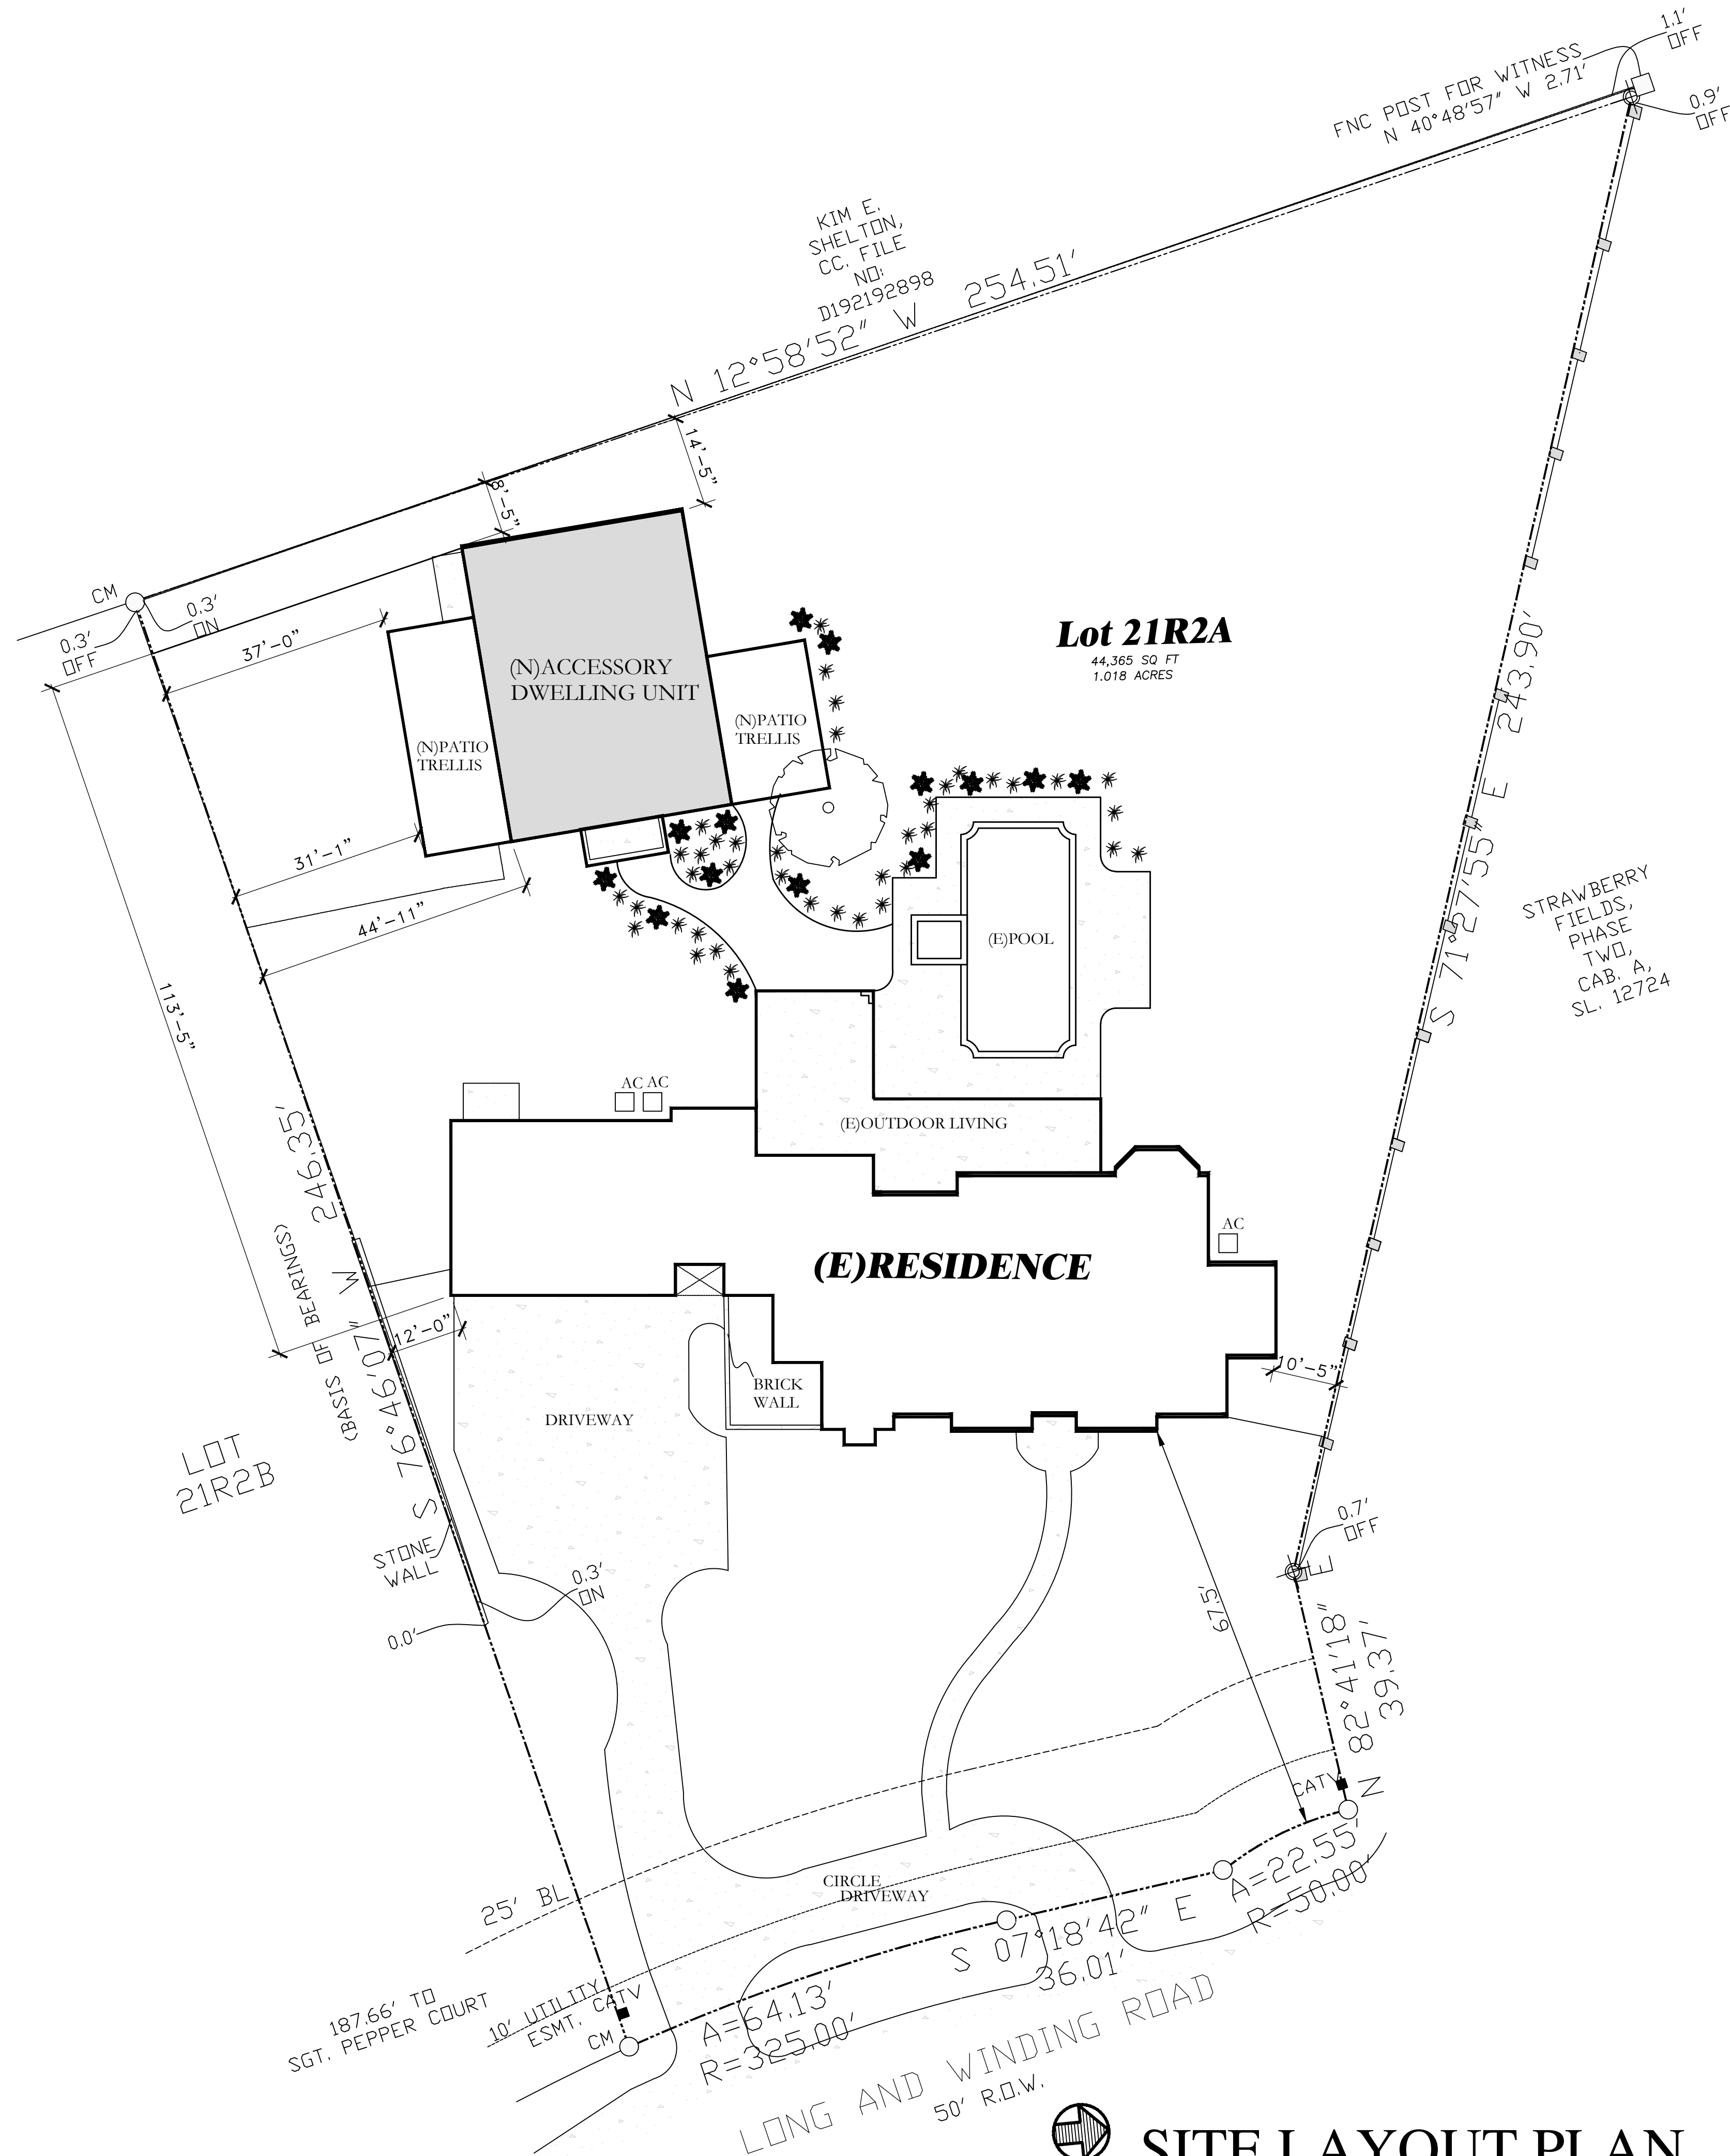 1.1'
OFF
FNC POST FOR WITNESS
N 40°48'57" W 2.71'
0.9'
OFF
KIM E.
SHELTON,
CC. FILE
NO:
D192192898
N 12°58'52" W 254.51'
14'-5"
8'-5"
CM
0.3'
ON
0.3'
OFF
37'-0"
Lot 21R2A
44,365 SQ FT
1.018 ACRES
(N)ACCESSORY
DWELLING UNIT
(N)PATIO
TRELLIS
(N)PATIO
TRELLIS
S 71°27'55" E 243.90'
31'-1"
44'-11"
(E)POOL
STRAWBERRY
FIELDS,
PHASE
TWO,
CAB. A,
SL. 12724
113'-5"
AC AC
(E)OUTDOOR LIVING
S 76°46'07" W 246.35'
(BASIS OF BEARINGS)
AC
(E)RESIDENCE
12'-0"
10'-5"
BRICK
WALL
DRIVEWAY
LOT
21R2B
STONE
WALL
0.3'
ON
0.0'
0.7'
OFF
67.5'
N 82°41'18" E
39.37'
CATV
25' BL
CIRCLE
DRIVEWAY
A=22.55'
R=50.00'
S 07°18'42" E
36.01'
187.66' TO
SGT. PEPPER COURT
10' UTILITY
ESMT.
CATV
CM
A=64.13'
R=325.00'
LONG AND WINDING ROAD
50' R.O.W.
SITE LAYOUT PLAN